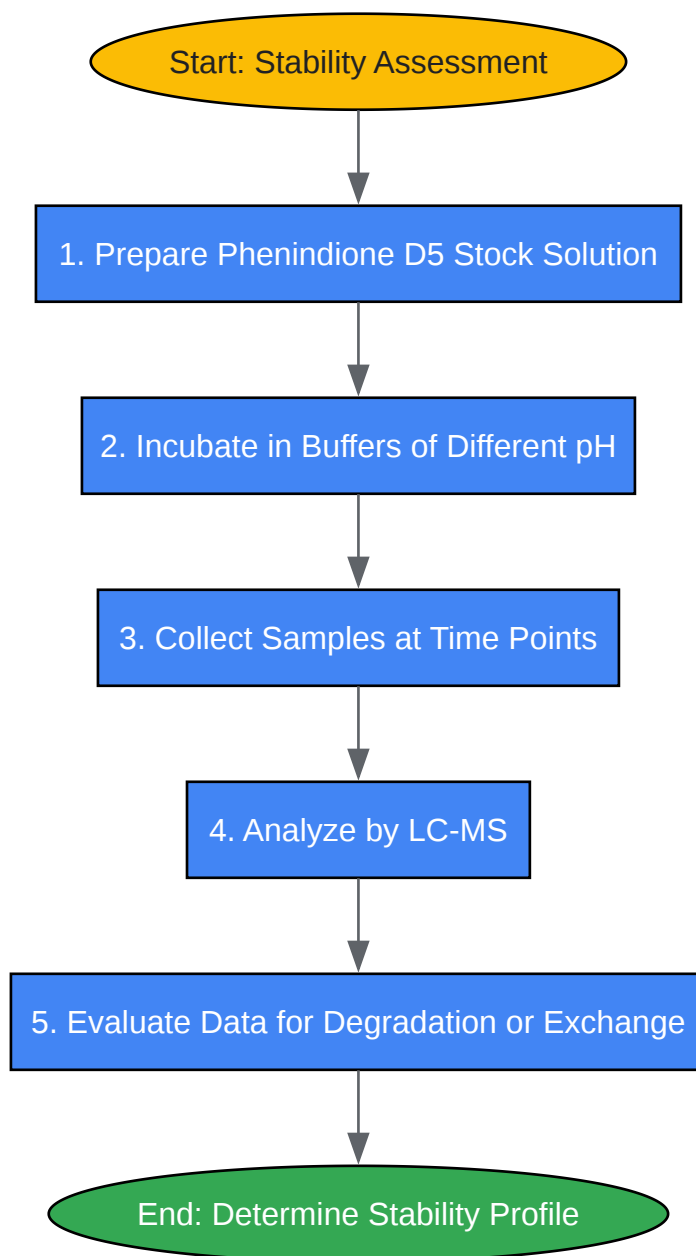 Start: Stability Assessment
1. Prepare Phenindione D5 Stock Solution
2. Incubate in Buffers of Different pH
3. Collect Samples at Time Points
4. Analyze by LC-MS
5. Evaluate Data for Degradation or Exchange
End: Determine Stability Profile